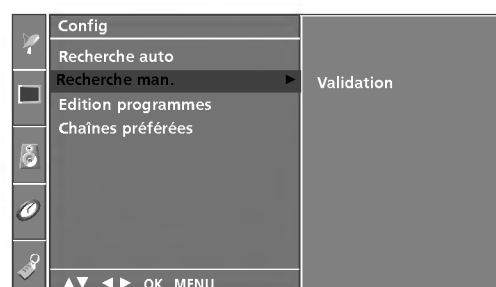 Config
Recherche auto
Recherche man. ▶ Validation
Edition programmes
Chaînes préférées
▲▼ ◀ ▶ OK MENU